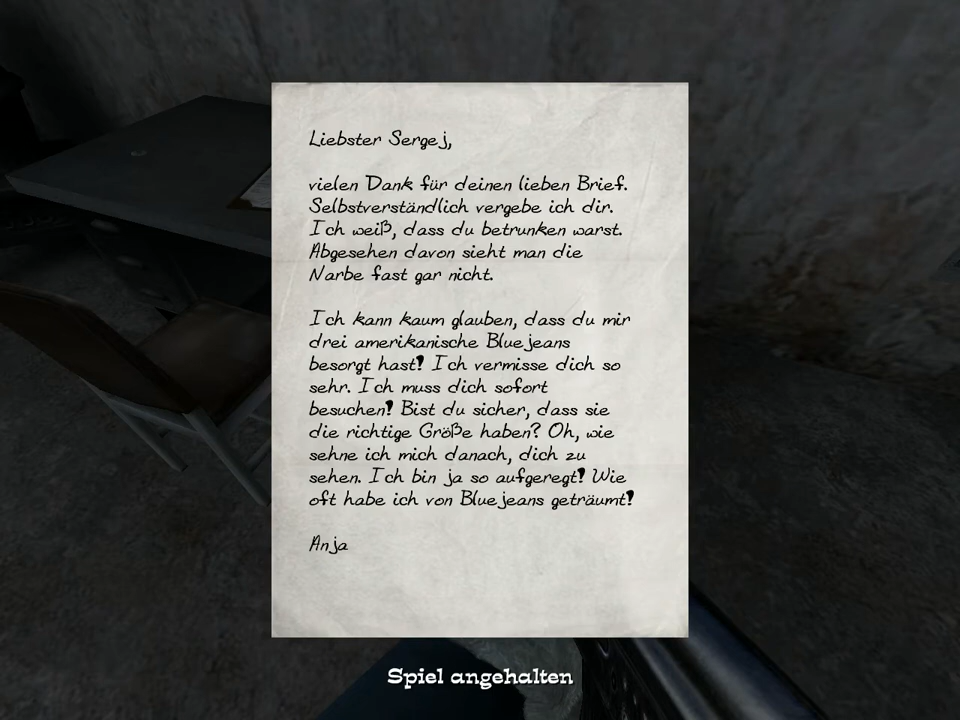 Liebster Sergej,
vielen Dank für deinen lieben Brief.
Selbstverständlich vergebe ich dir.
Ich weiß, dass du betrunken warst.
Abgesehen davon sieht man die
Narbe fast gar nicht.
Ich kann kaum glauben, dass du mir
drei amerikanische Bluejeans
besorgt hast! Ich vermisse dich so
sehr. Ich muss dich sofort
besuchen! Bist du sicher, dass sie
die richtige Größe haben? Oh, wie
sehne ich mich danach, dich zu
sehen. Ich bin ja so aufgeregt! Wie
oft habe ich von Bluejeans geträumt!
Anja
Spiel angehalten